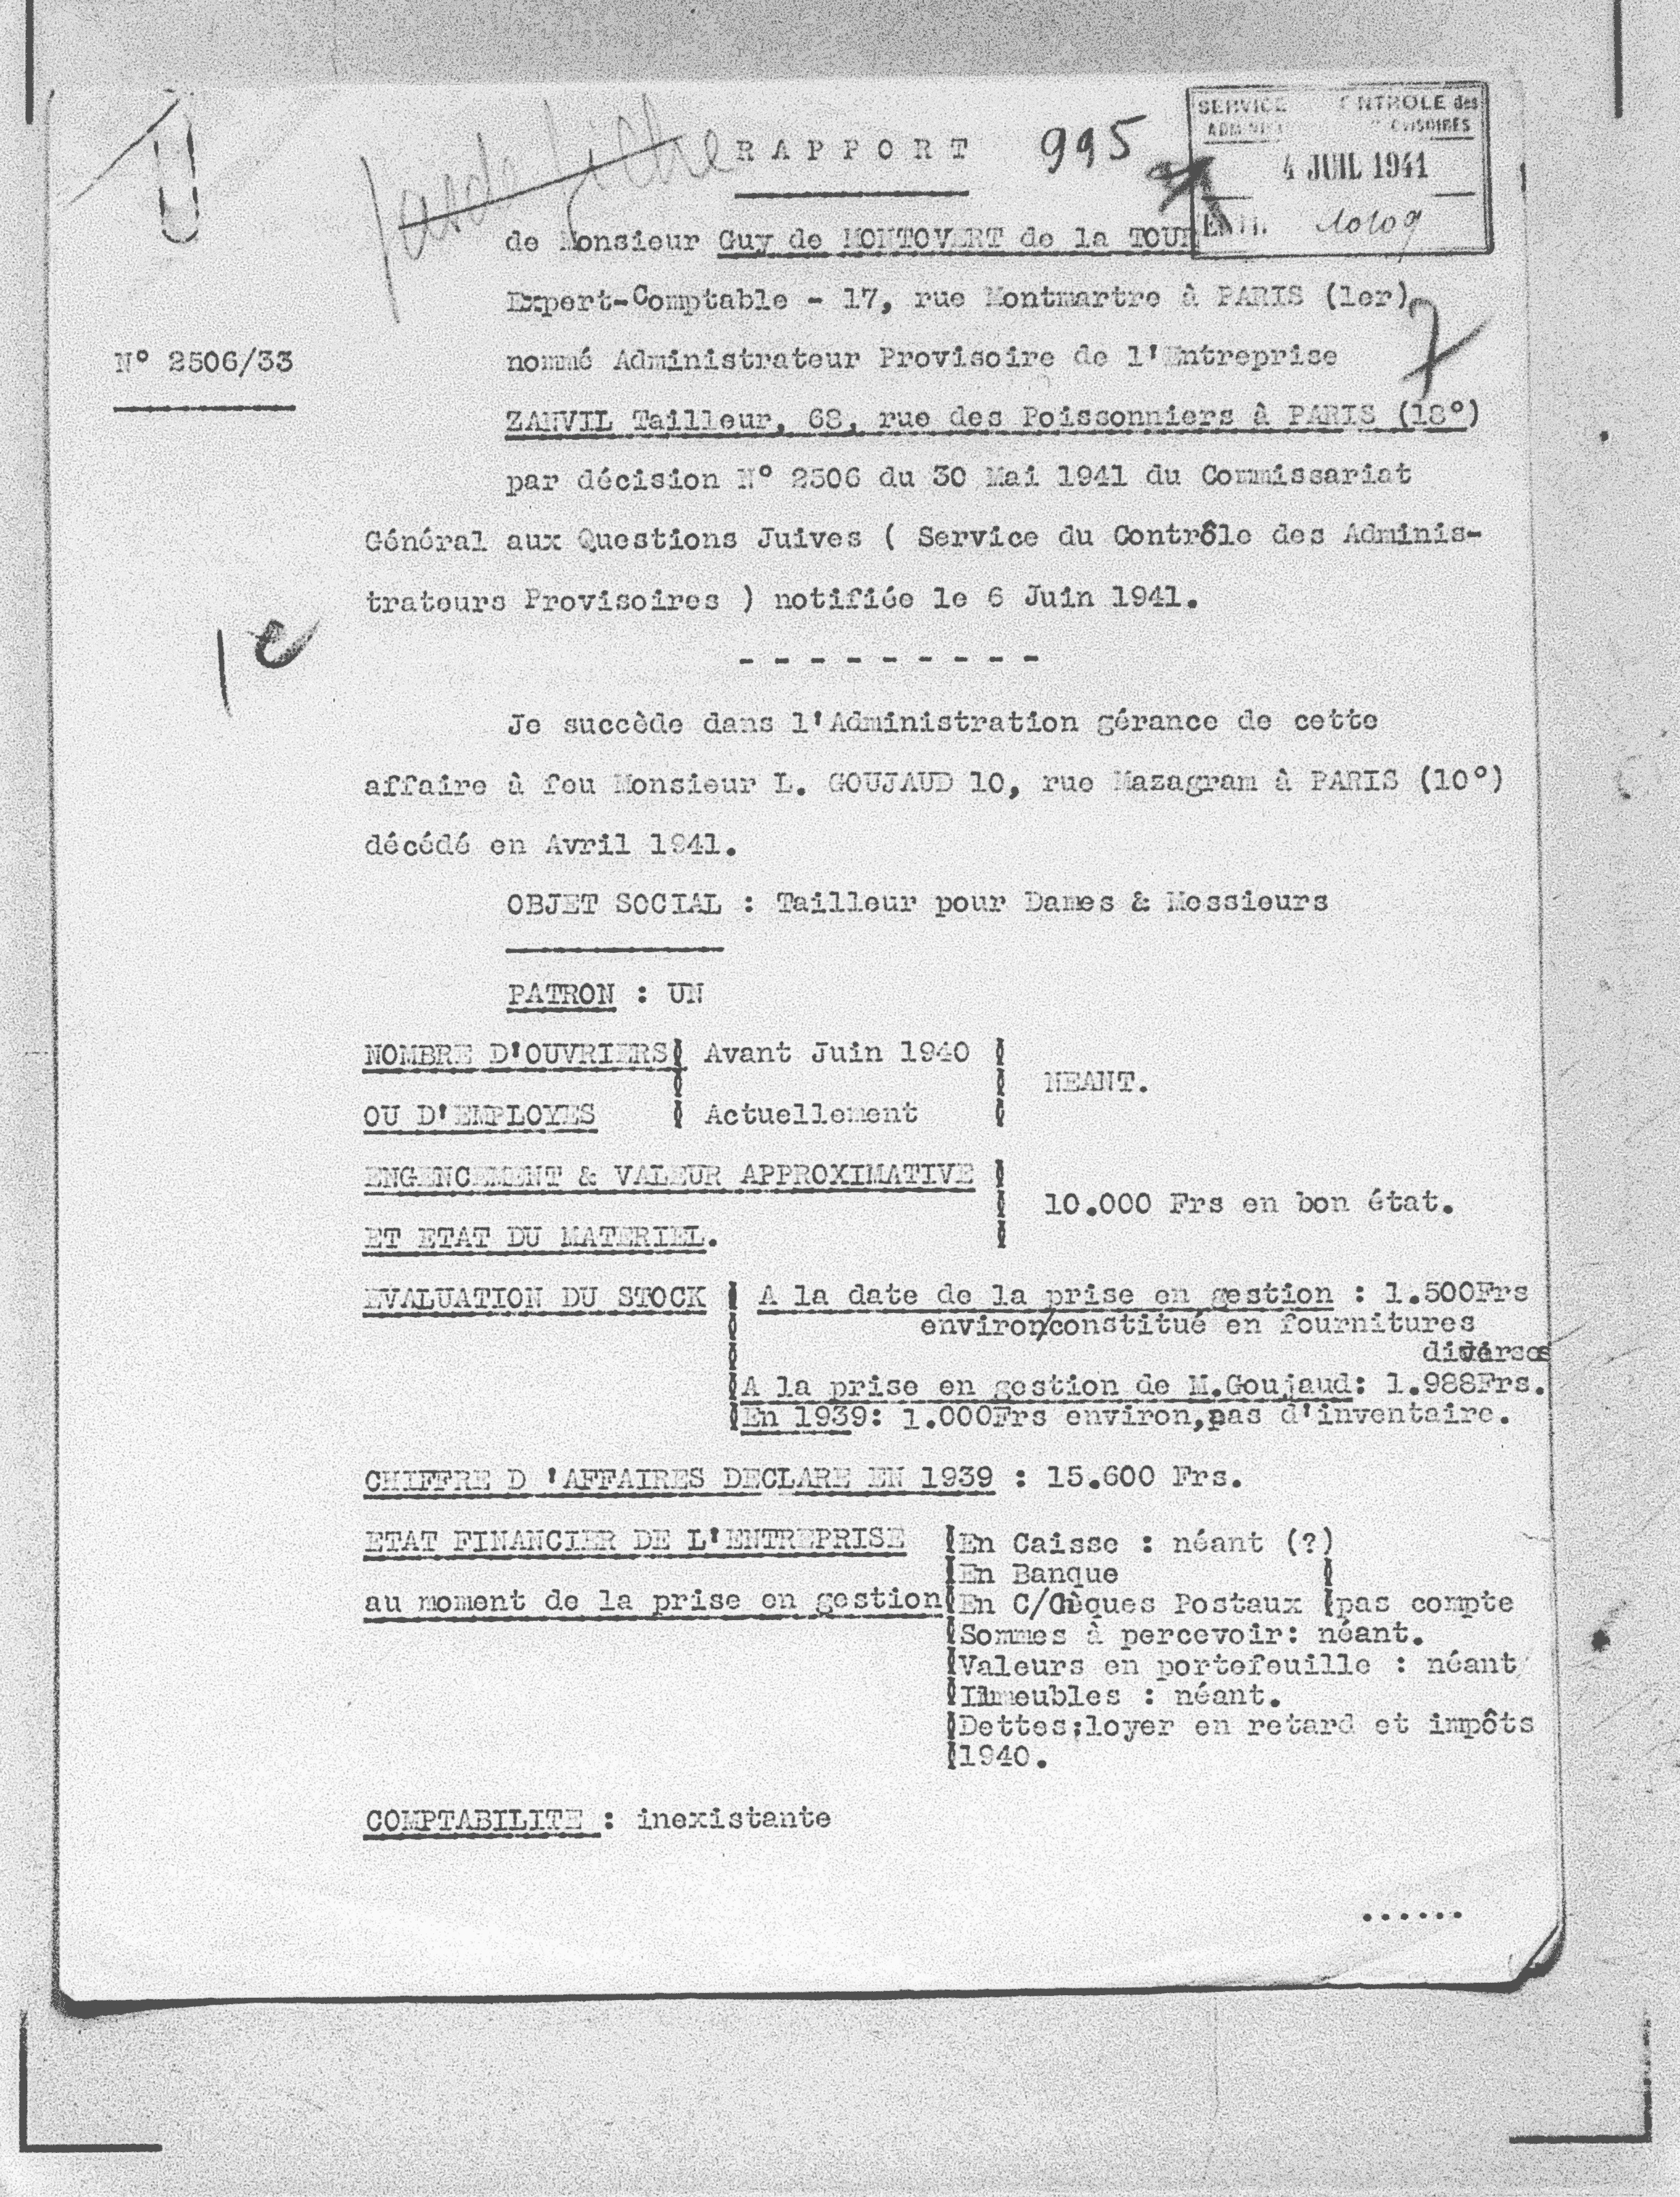 RAPPORT
995
SERVICE NTROLE des
4 JUIL 1941
10109
de Monsieur Guy de MONTOVERT de la TOUR
Expert-Comptable - 17, rue Montmartre à PARIS (1er)
N° 2506/33
nommé Administrateur Provisoire de l'Entreprise
ZANVIL Tailleur, 68, rue des Poissonniers à PARIS (18°)
par décision N° 2506 du 30 Mai 1941 du Commissariat
Général aux Questions Juives ( Service du Contrôle des Adminis-
trateurs Provisoires ) notifiée le 6 Juin 1941.
- - - - - - - - -
Je succède dans l'Administration gérance de cette
affaire à feu Monsieur L. GOUJAUD 10, rue Mazagram à PARIS (10°)
décédé en Avril 1941.
OBJET SOCIAL : Tailleur pour Dames & Messieurs
PATRON : UN
NOMBRE D'OUVRIERS Avant Juin 1940
NEANT.
OU D'EMPLOYES Actuellement
ENGENCEMENT & VALEUR APPROXIMATIVE
10.000 Frs en bon état.
ET ETAT DU MATERIEL.
EVALUATION DU STOCK A la date de la prise en gestion : 1.500Frs
environ/constitué en fournitures
diverses
A la prise en gestion de M.Goujaud: 1.988Frs.
En 1939: 1.000Frs environ,pas d'inventaire.
CHIFFRE D 'AFFAIRES DECLARE EN 1939 : 15.600 Frs.
ETAT FINANCIER DE L'ENTREPRISE En Caisse : néant (?)
En Banque
au moment de la prise en gestion En C/Chèques Postaux pas compte
Sommes à percevoir: néant.
Valeurs en portefeuille : néant
Immeubles : néant.
Dettes;loyer en retard et impôts
1940.
COMPTABILITE : inexistante
......